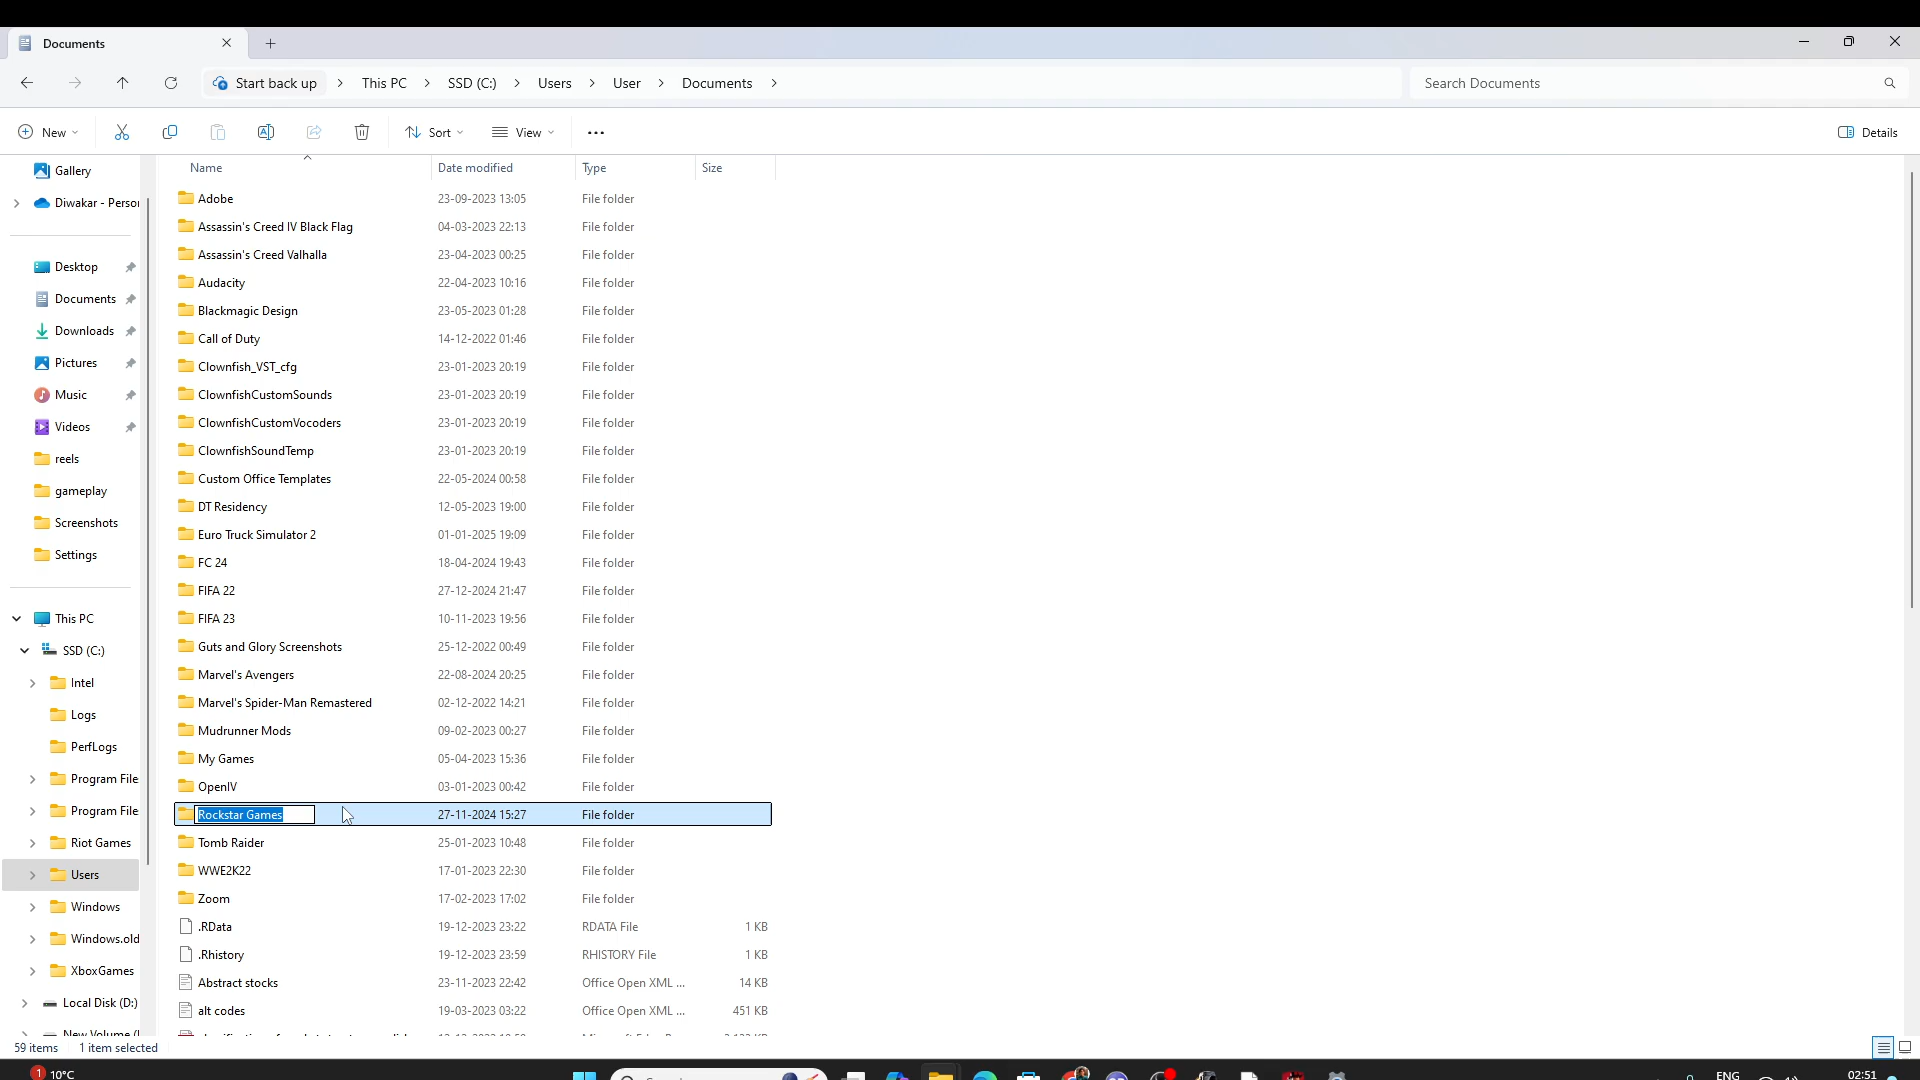 Documents
Start back up > This PC > SSD (C:) > Users > User > Documents >
Search Documents
New
Sort
View
Details
Gallery
Diwakar - Person
Desktop
Documents
Downloads
Pictures
Music
Videos
reels
gameplay
Screenshots
Settings
This PC
SSD (C:)
Intel
Logs
PerfLogs
Program File
Program File
Riot Games
Users
Windows
Windows.old
XboxGames
Local Disk (D:)
Name Date modified Type Size
Adobe 23-09-2023 13:05 File folder
Assassin's Creed IV Black Flag 04-03-2023 22:13 File folder
Assassin's Creed Valhalla 23-04-2023 00:25 File folder
Audacity 22-04-2023 10:16 File folder
Blackmagic Design 23-05-2023 01:28 File folder
Call of Duty 14-12-2022 01:46 File folder
Clownfish_VST_cfg 23-01-2023 20:19 File folder
ClownfishCustomSounds 23-01-2023 20:19 File folder
ClownfishCustomVocoders 23-01-2023 20:19 File folder
ClownfishSoundTemp 23-01-2023 20:19 File folder
Custom Office Templates 22-05-2024 00:58 File folder
DT Residency 12-05-2023 19:00 File folder
Euro Truck Simulator 2 01-01-2025 19:09 File folder
FC 24 18-04-2024 19:43 File folder
FIFA 22 27-12-2024 21:47 File folder
FIFA 23 10-11-2023 19:56 File folder
Guts and Glory Screenshots 25-12-2022 00:49 File folder
Marvel's Avengers 22-08-2024 20:25 File folder
Marvel's Spider-Man Remastered 02-12-2022 14:21 File folder
Mudrunner Mods 09-02-2023 00:27 File folder
My Games 05-04-2023 15:36 File folder
OpenIV 03-01-2023 00:42 File folder
Rockstar Games 27-11-2024 15:27 File folder
Tomb Raider 25-01-2023 10:48 File folder
WWE2K22 17-01-2023 22:30 File folder
Zoom 17-02-2023 17:02 File folder
.RData 19-12-2023 23:22 RDATA File 1 KB
.Rhistory 19-12-2023 23:59 RHISTORY File 1 KB
Abstract stocks 23-11-2023 22:42 Office Open XML ... 14 KB
alt codes 19-03-2023 03:22 Office Open XML ... 451 KB
59 items 1 item selected
1 10°C
ENG
02:51